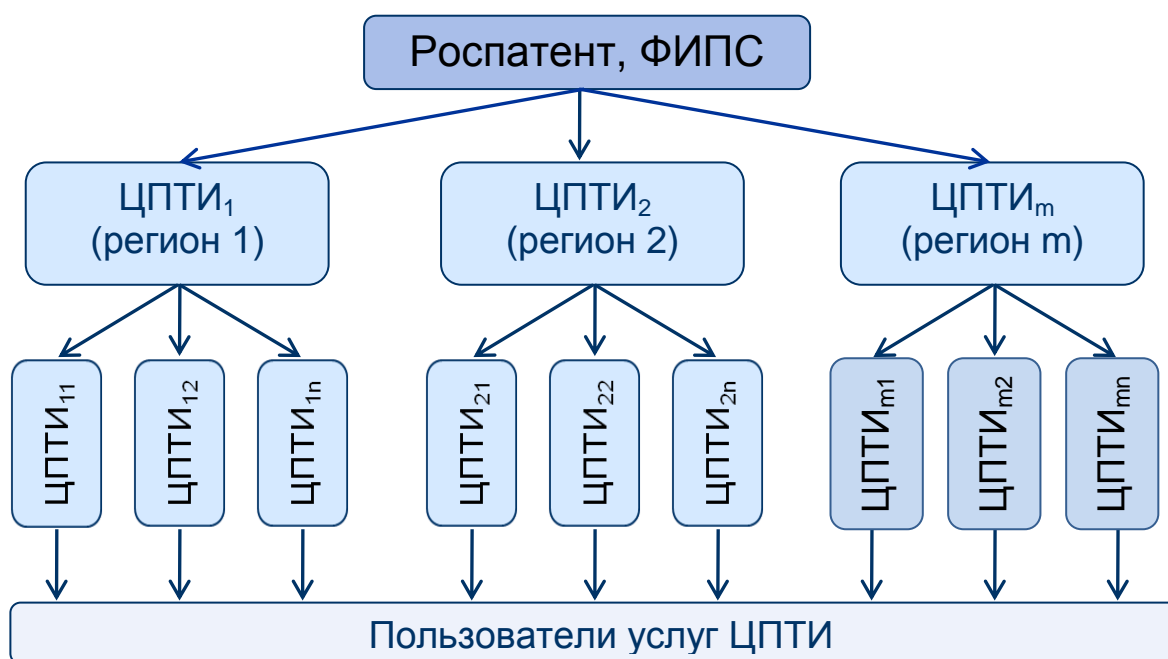 Роспатент, ФИПС
ЦПТИ₁
(регион 1)
ЦПТИ₂
(регион 2)
ЦПТИₘ
(регион m)
ЦПТИ₁₁
ЦПТИ₁₂
ЦПТИ₁ₙ
ЦПТИ₂₁
ЦПТИ₂₂
ЦПТИ₂ₙ
ЦПТИₘ₁
ЦПТИₘ₂
ЦПТИₘₙ
Пользователи услуг ЦПТИ